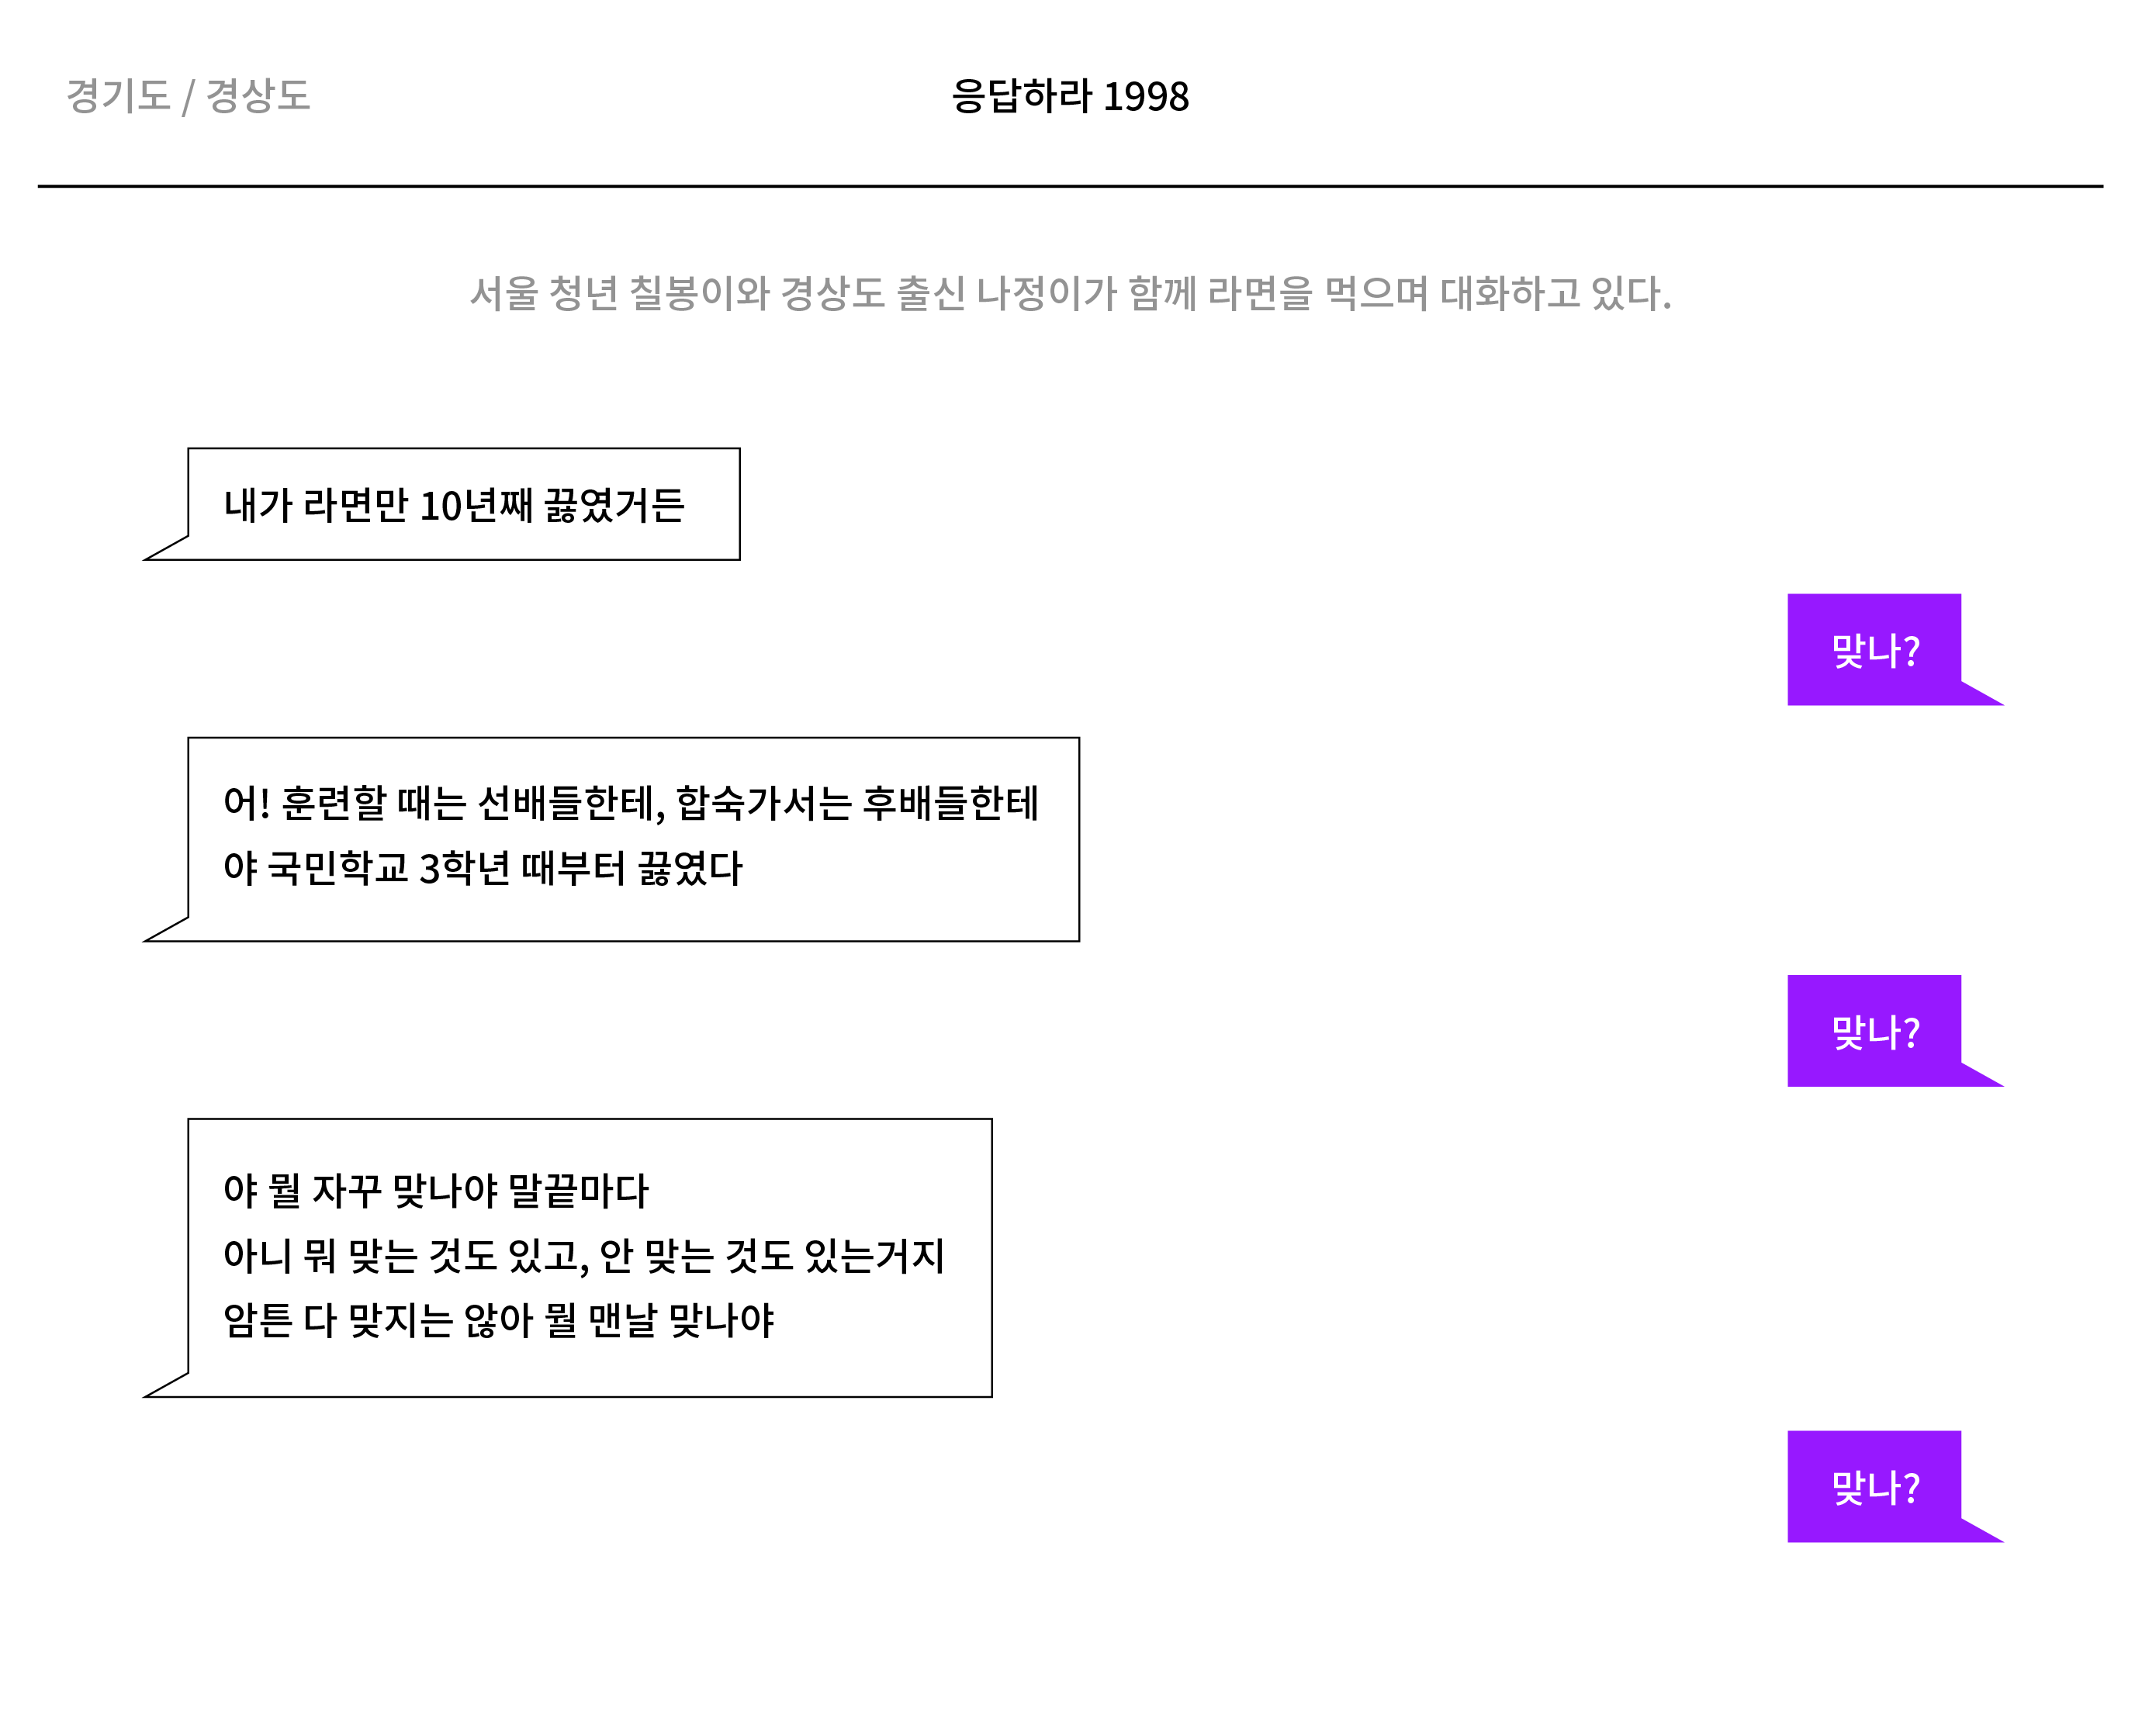 경기도 / 경상도
응답하라 1998
서울 청년 칠봉이와 경상도 출신 나정이가 함께 라면을 먹으며 대화하고 있다.
내가 라면만 10년째 끓였거든
맞나?
어! 훈련할 때는 선배들한테, 합숙가서는 후배들한테
야 국민학교 3학년 때부터 끓였다
맞나?
야 뭘 자꾸 맞나야 말끝마다
아니 뭐 맞는 것도 있고, 안 맞는 것도 있는거지
암튼 다 맞지는 않아 뭘 맨날 맞나야
맞나?